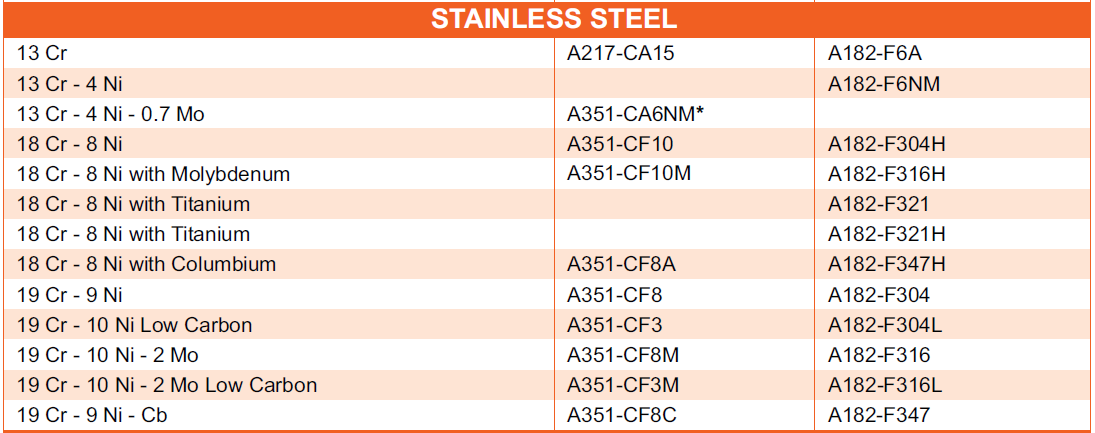 STAINLESS STEEL
13 Cr A217-CA15 A182-F6A
13 Cr - 4 Ni A182-F6NM
13 Cr - 4 Ni - 0.7 Mo A351-CA6NM*
18 Cr - 8 Ni A351-CF10 A182-F304H
18 Cr - 8 Ni with Molybdenum A351-CF10M A182-F316H
18 Cr - 8 Ni with Titanium A182-F321
18 Cr - 8 Ni with Titanium A182-F321H
18 Cr - 8 Ni with Columbium A351-CF8A A182-F347H
19 Cr - 9 Ni A351-CF8 A182-F304
19 Cr - 10 Ni Low Carbon A351-CF3 A182-F304L
19 Cr - 10 Ni - 2 Mo A351-CF8M A182-F316
19 Cr - 10 Ni - 2 Mo Low Carbon A351-CF3M A182-F316L
19 Cr - 9 Ni - Cb A351-CF8C A182-F347